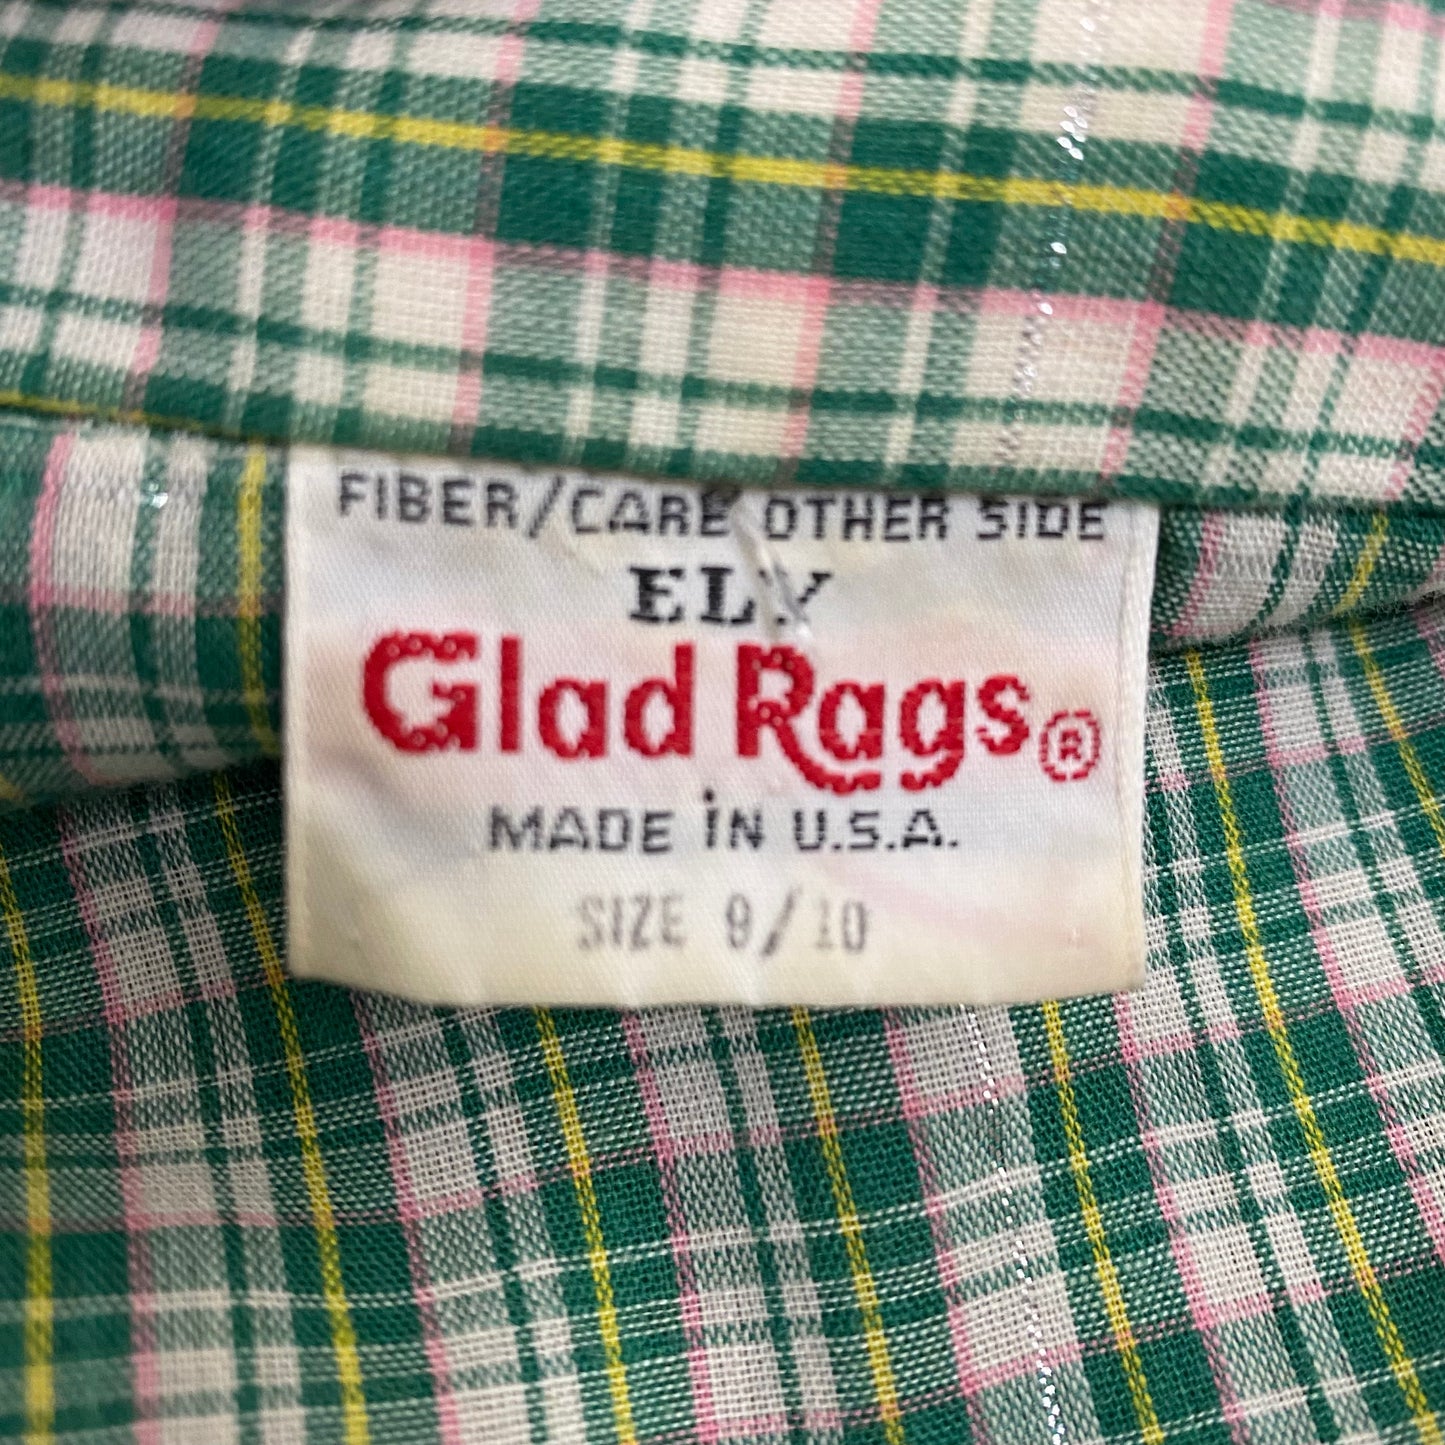 FIBER/CARE OTHER SIDE
ELY
Glad Rags®
MADE IN U.S.A.
SIZE 9/10